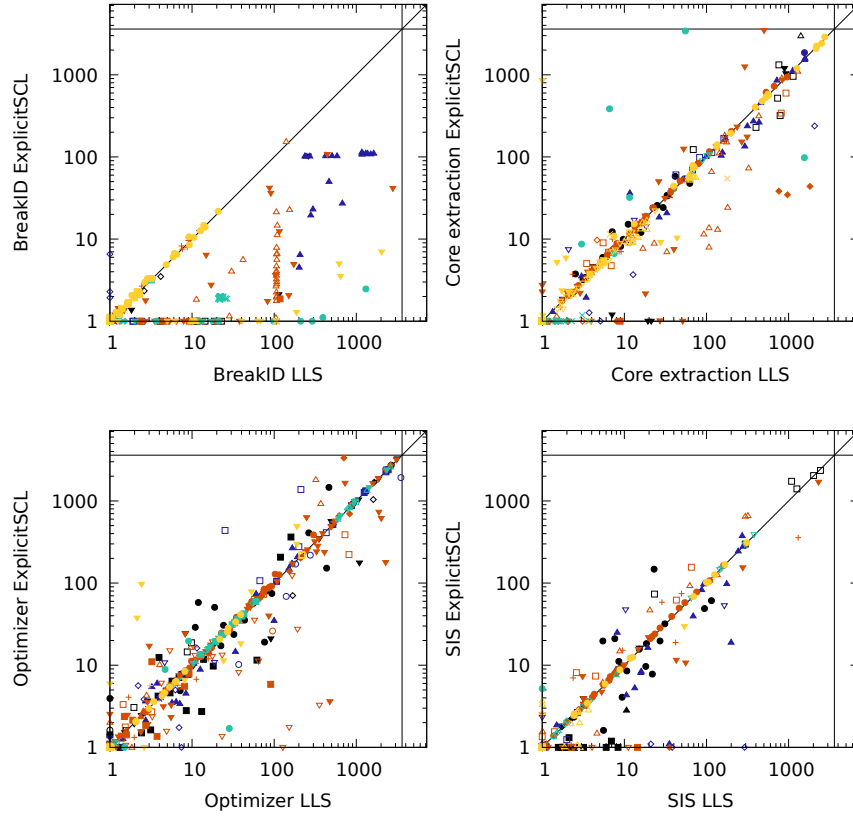 1000
100
10
1
1 10 100 1000
BreakID ExplicitSCL
BreakID LLS
1000
100
10
1
1 10 100 1000
Core extraction ExplicitSCL
Core extraction LLS
1000
100
10
1
1 10 100 1000
Optimizer ExplicitSCL
Optimizer LLS
1000
100
10
1
1 10 100 1000
SIS ExplicitSCL
SIS LLS